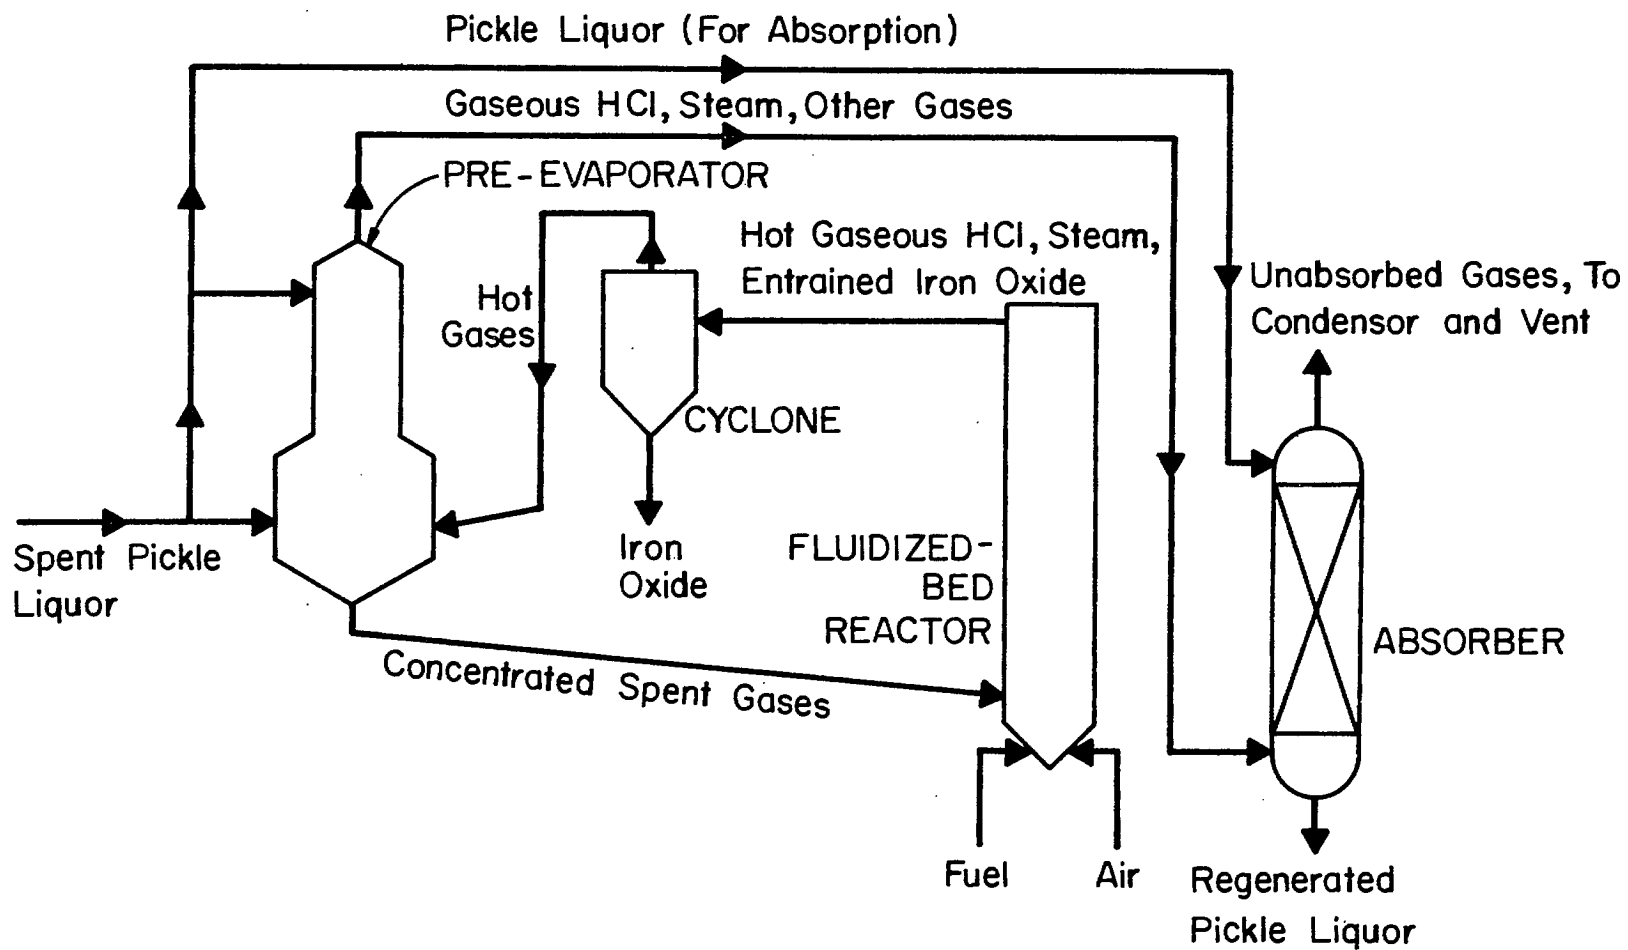 Pickle Liquor (For Absorption)
Gaseous HCl, Steam, Other Gases
PRE-EVAPORATOR
Hot Gaseous HCl, Steam,
Entrained Iron Oxide
Hot
Gases
Unabsorbed Gases, To
Condensor and Vent
CYCLONE
Spent Pickle
Liquor
Iron
Oxide
FLUIDIZED-
BED
REACTOR
ABSORBER
Concentrated Spent Gases
Fuel
Air
Regenerated
Pickle Liquor